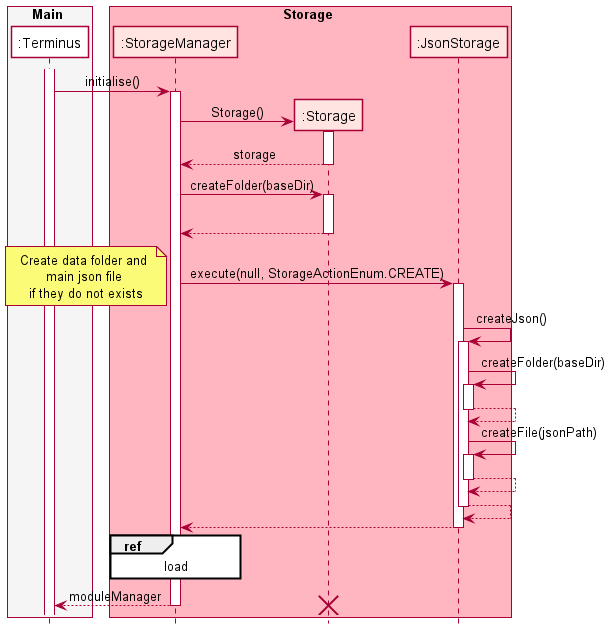 Main
Storage
:Terminus
:StorageManager
:JsonStorage
initialise()
Storage()
:Storage
storage
createFolder(baseDir)
Create data folder and
main json file
if they do not exists
execute(null, StorageActionEnum.CREATE)
createJson()
createFolder(baseDir)
createFile(jsonPath)
ref
load
moduleManager